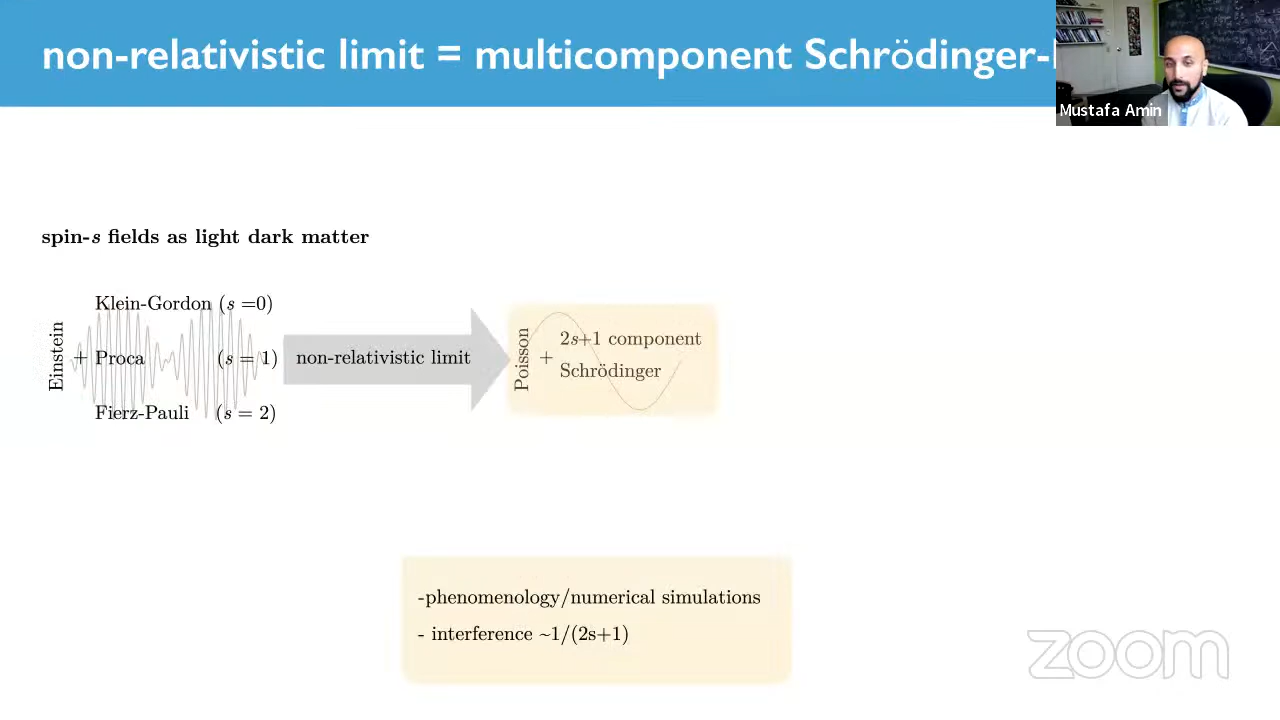 non-relativistic limit = multicomponent Schrödinger-
Mustafa Amin
spin-s fields as light dark matter
Einstein
+
Klein-Gordon (s =0)
Proca (s = 1)
Fierz-Pauli (s = 2)
non-relativistic limit
Poisson
+
2s+1 component
Schrödinger
-phenomenology/numerical simulations
- interference ~1/(2s+1)
zoom